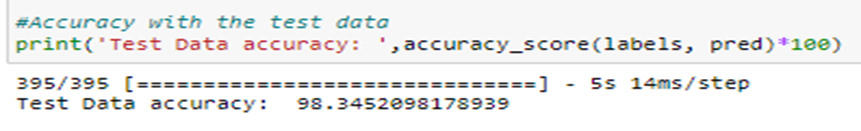 #Accuracy with the test data
print('Test Data accuracy: ',accuracy_score(labels, pred)*100)
395/395 [==============================] - 5s 14ms/step
Test Data accuracy:  98.3452098178939